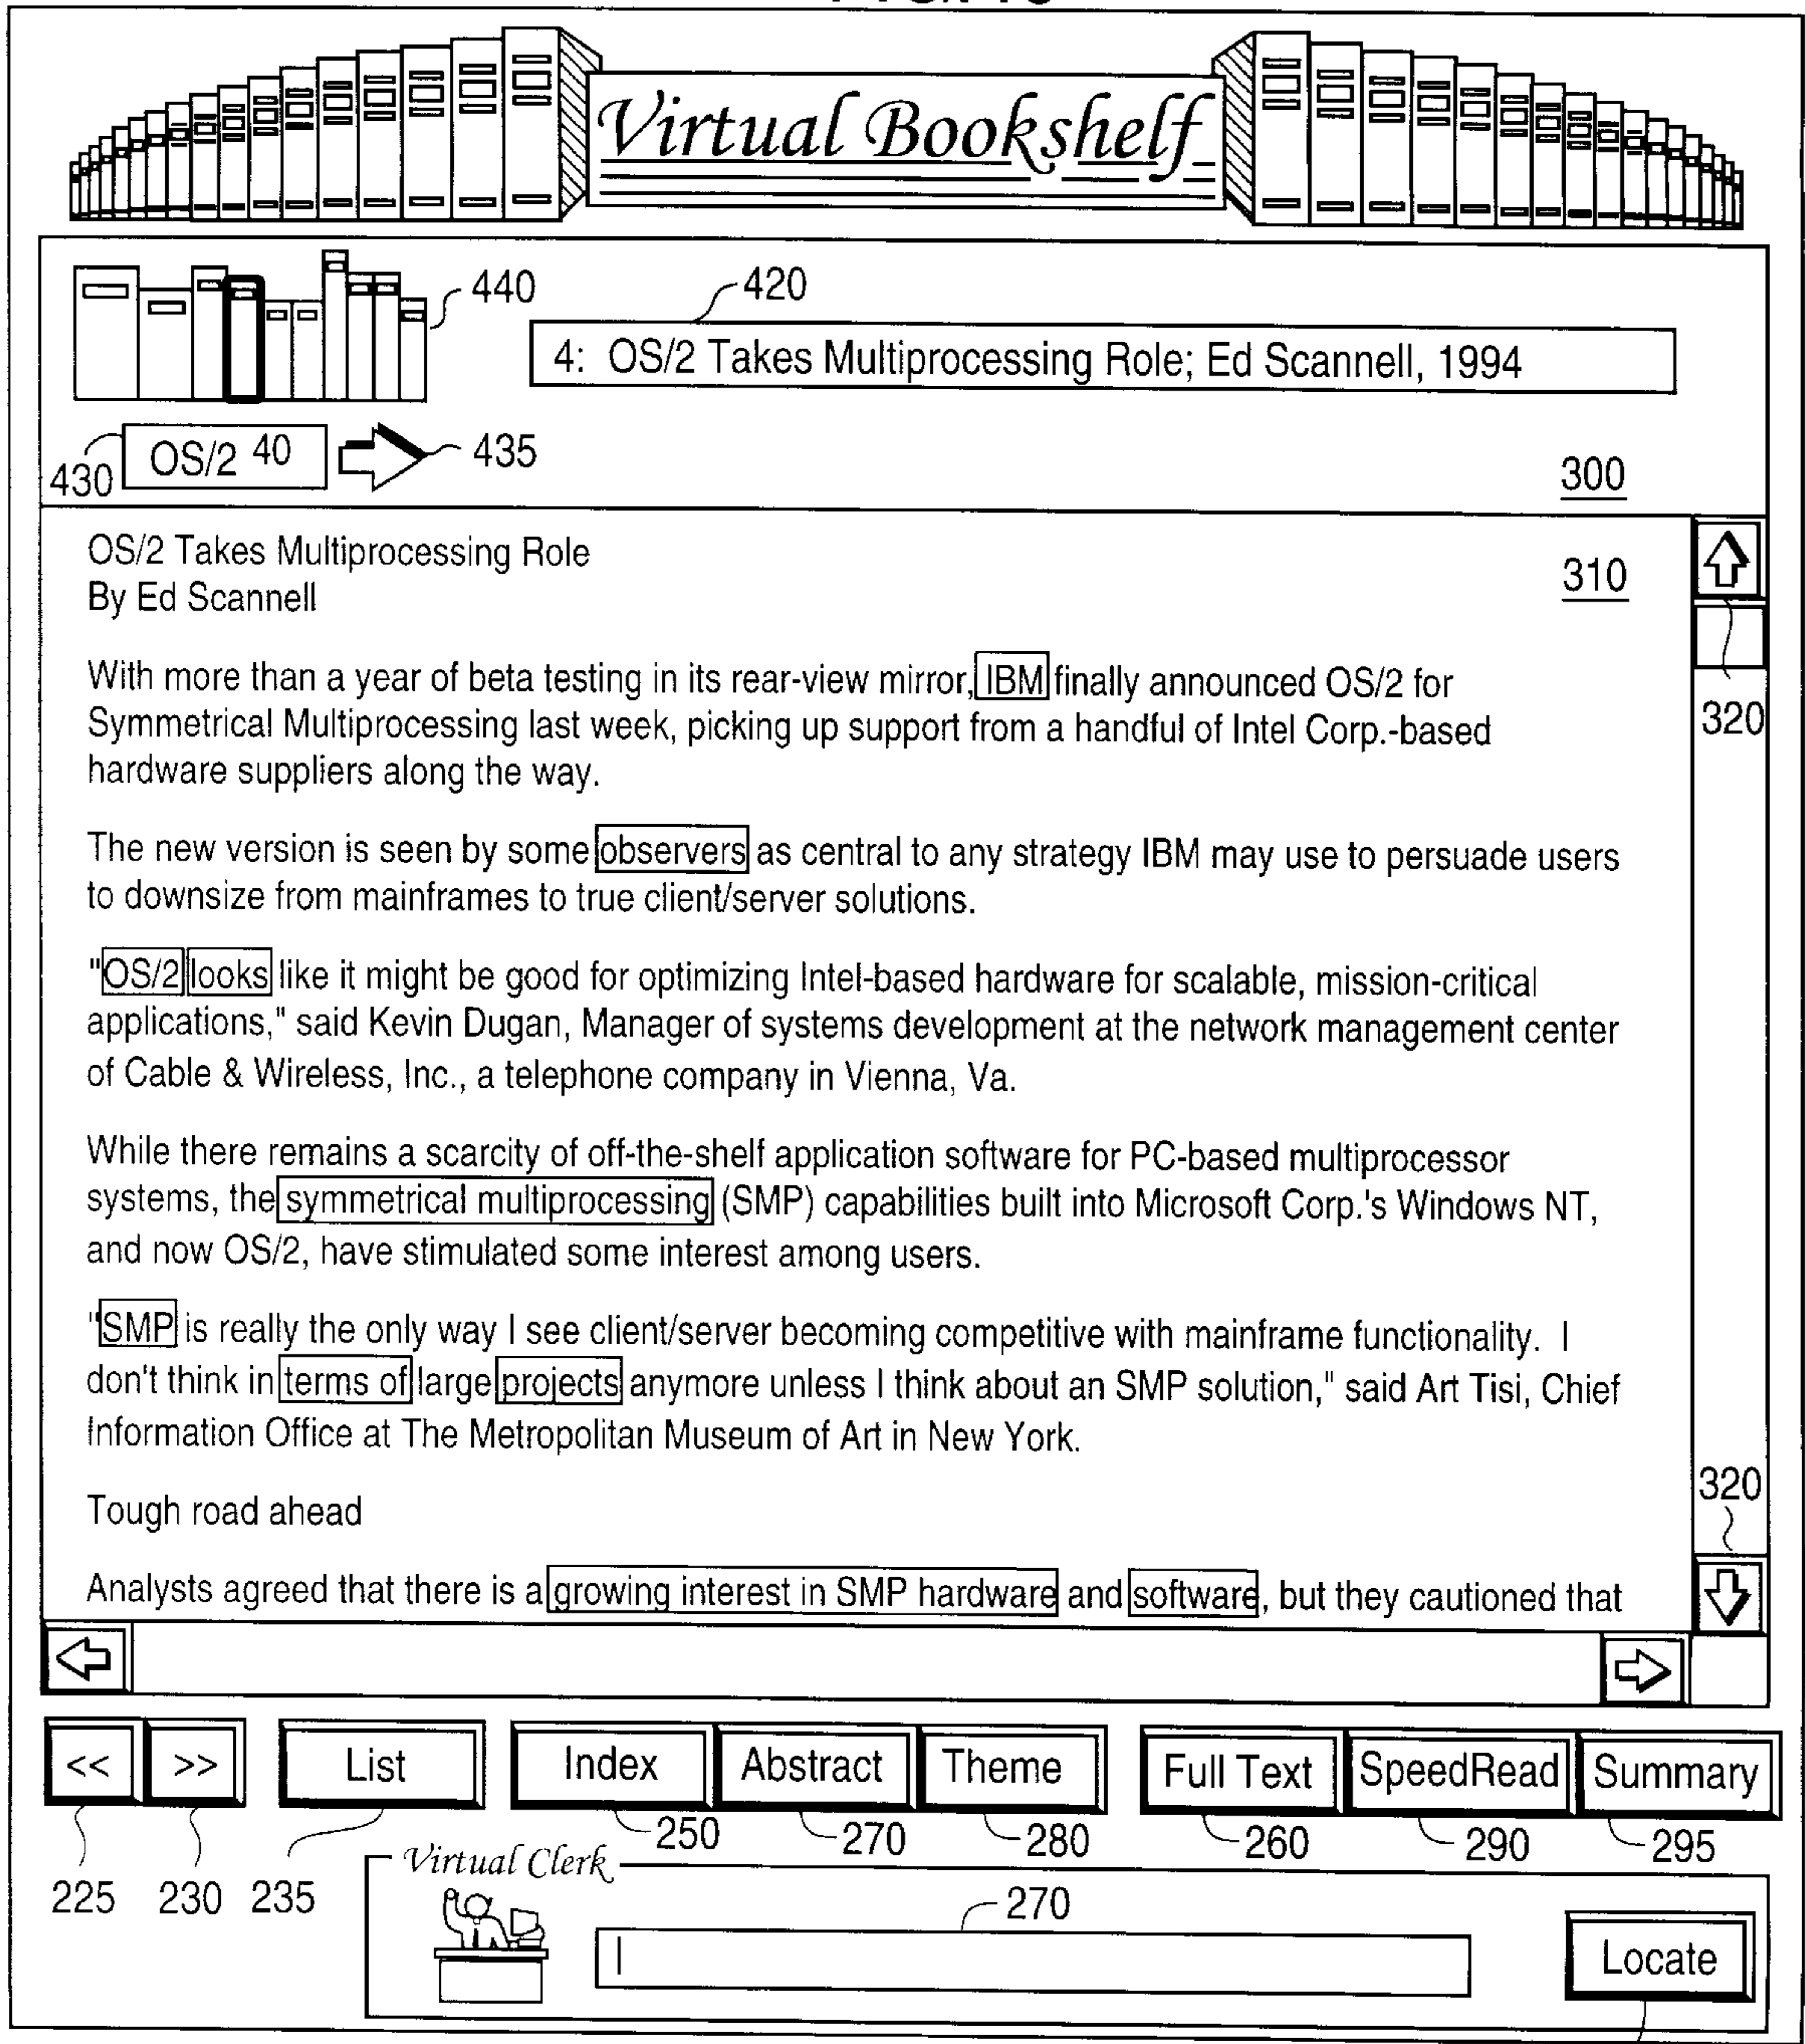 Virtual Bookshelf
440
420
4: OS/2 Takes Multiprocessing Role; Ed Scannell, 1994
430
OS/2 40
435
300
OS/2 Takes Multiprocessing Role
310
By Ed Scannell
With more than a year of beta testing in its rear-view mirror, IBM finally announced OS/2 for
Symmetrical Multiprocessing last week, picking up support from a handful of Intel Corp.-based
320
hardware suppliers along the way.
The new version is seen by some observers as central to any strategy IBM may use to persuade users
to downsize from mainframes to true client/server solutions.
"OS/2 looks like it might be good for optimizing Intel-based hardware for scalable, mission-critical
applications," said Kevin Dugan, Manager of systems development at the network management center
of Cable & Wireless, Inc., a telephone company in Vienna, Va.
While there remains a scarcity of off-the-shelf application software for PC-based multiprocessor
systems, the symmetrical multiprocessing (SMP) capabilities built into Microsoft Corp.'s Windows NT,
and now OS/2, have stimulated some interest among users.
"SMP is really the only way I see client/server becoming competitive with mainframe functionality. I
don't think in terms of large projects anymore unless I think about an SMP solution," said Art Tisi, Chief
Information Office at The Metropolitan Museum of Art in New York.
320
Tough road ahead
Analysts agreed that there is a growing interest in SMP hardware and software, but they cautioned that
<< >> List Index Abstract Theme Full Text SpeedRead Summary
250 270 280 260 290 295
Virtual Clerk
225 230 235
270
Locate